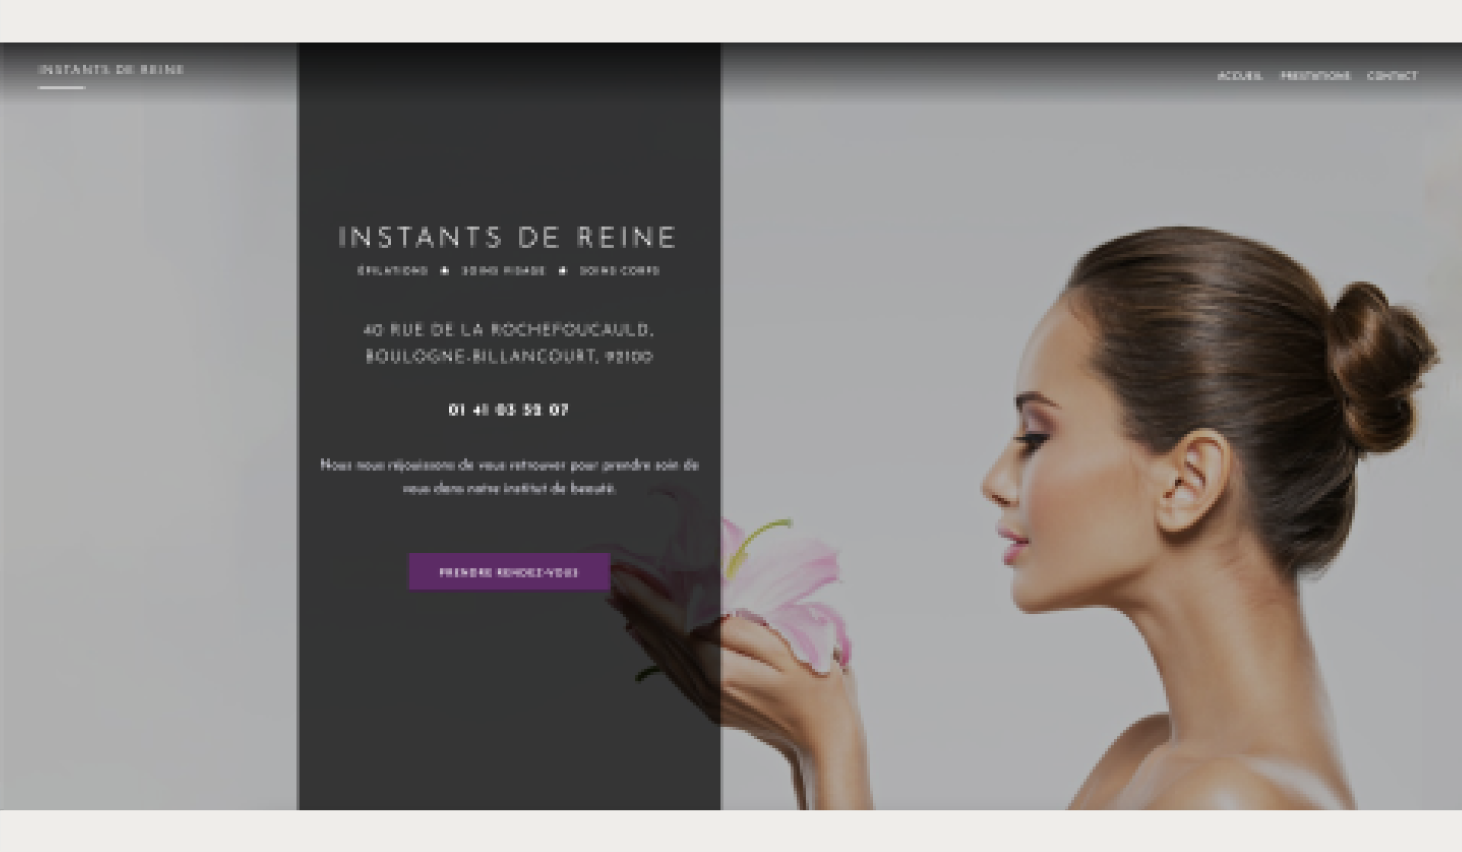 INSTANTS DE REINE
ACCUEIL PRESTATIONS CONTACT
INSTANTS DE REINE
ÉPILATIONS SOINS VISAGE SOINS CORPS
40 RUE DE LA ROCHEFOUCAULD,
BOULOGNE-BILLANCOURT, 92100
01 41 03 52 07
Nous nous réjouissons de vous retrouver pour prendre soin de
vous dans notre institut de beauté.
PRENDRE RENDEZ-VOUS